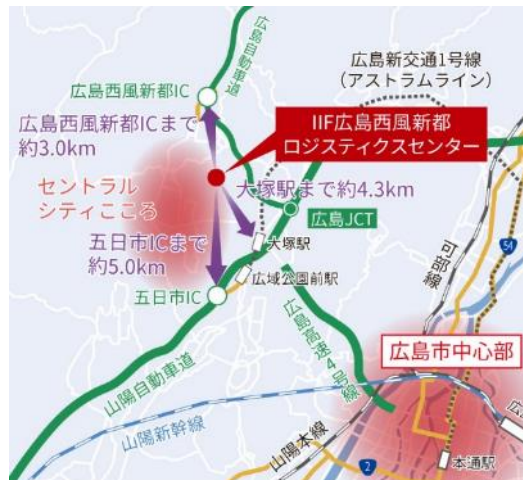 広島自動車道
広島新交通1号線
（アストラムライン）
広島西風新都IC
広島西風新都ICまで
約3.0km
IIF広島西風新都
ロジスティクスセンター
セントラル
シティこころ
大塚駅まで約4.3km
広島JCT
五日市ICまで
約5.0km
大塚駅
広域公園前駅
54
可部線
五日市IC
広島高速4号線
広島市中心部
山陽自動車道
山陽新幹線
山陽本線
2
本通駅